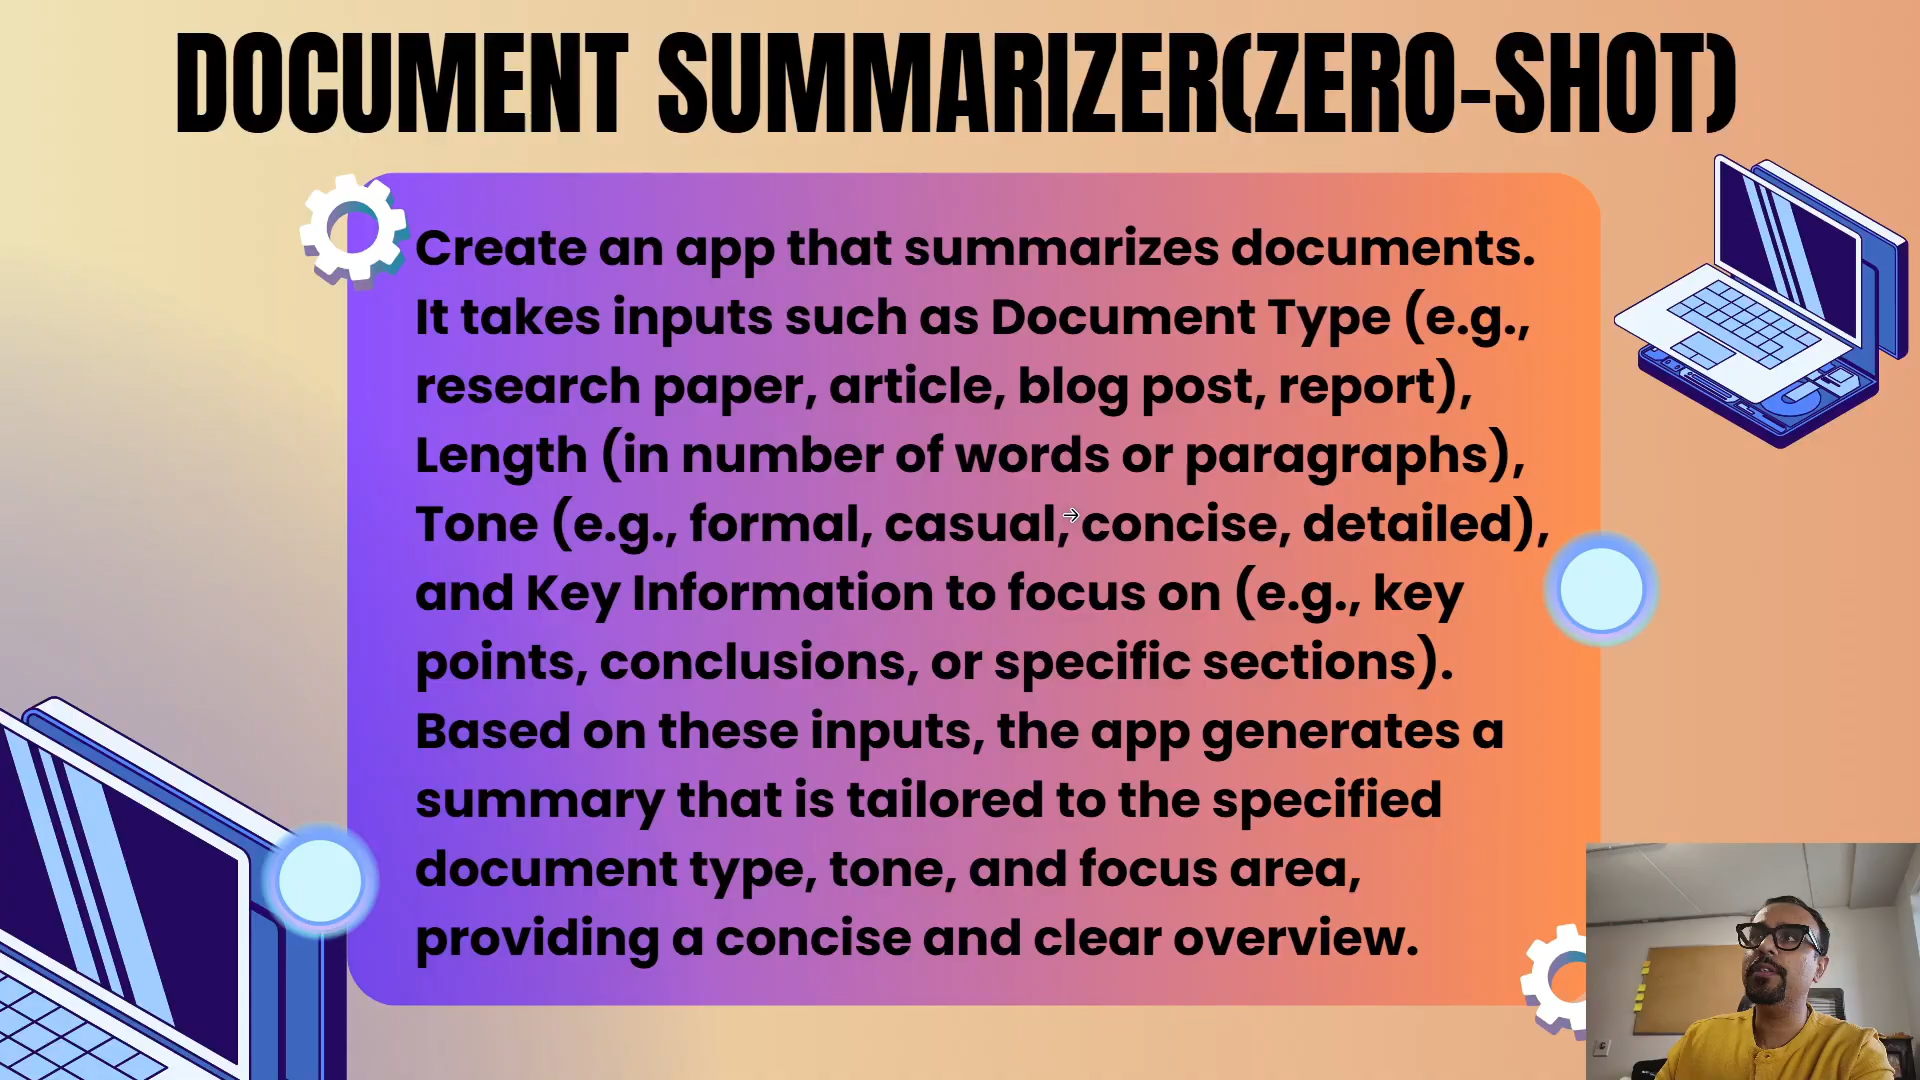 DOCUMENT SUMMARIZER(ZERO-SHOT)
Create an app that summarizes documents.
It takes inputs such as Document Type (e.g.,
research paper, article, blog post, report),
Length (in number of words or paragraphs),
Tone (e.g., formal, casual, concise, detailed),
and Key Information to focus on (e.g., key
points, conclusions, or specific sections).
Based on these inputs, the app generates a
summary that is tailored to the specified
document type, tone, and focus area,
providing a concise and clear overview.